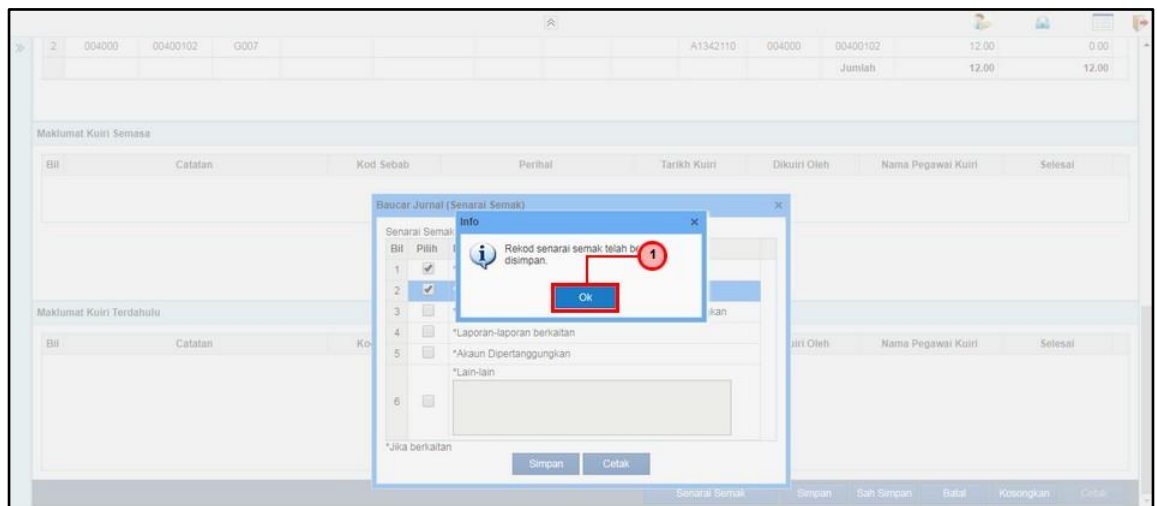 2 004000 00400102 G007 A1342110 004000 00400102 12.00 0.00
Jumlah 12.00 12.00
Maklumat Kuiri Semasa
Bil Catatan Kod Sebab Perihal Tarikh Kuiri Dikuiri Oleh Nama Pegawai Kuiri Selesai
Baucar Jurnal (Senarai Semak)
Info
Senarai Semak
Bil Pilih
Rekod senarai semak telah
disimpan.
1
Ok
1
2
3
4 *Laporan-laporan berkaitan
5 *Akaun Dipertanggungkan
*Lain-lain
6
*Jika berkaitan
Simpan Cetak
Maklumat Kuiri Terdahulu
Bil Catatan Nama Pegawai Kuiri Selesai
Senarai Semak Simpan Sah Simpan Batal Kosongkan Cetak